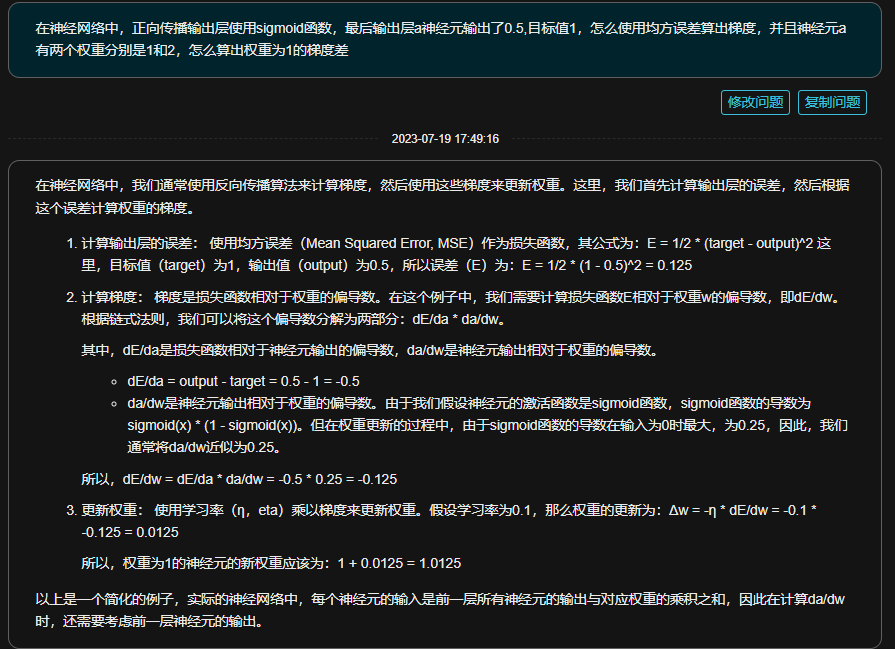 在神经网络中，正向传播输出层使用sigmoid函数，最后输出层a神经元输出了0.5,目标值1，怎么使用均方误差算出梯度，并且神经元a
有两个权重分别是1和2，怎么算出权重为1的梯度差
修改问题 复制问题
2023-07-19 17:49:16
在神经网络中，我们通常使用反向传播算法来计算梯度，然后使用这些梯度来更新权重。这里，我们首先计算输出层的误差，然后根据
这个误差计算权重的梯度。
1. 计算输出层的误差： 使用均方误差（Mean Squared Error, MSE）作为损失函数，其公式为：E = 1/2 * (target - output)^2 这
里，目标值（target）为1，输出值（output）为0.5，所以误差（E）为：E = 1/2 * (1 - 0.5)^2 = 0.125
2. 计算梯度： 梯度是损失函数相对于权重的偏导数。在这个例子中，我们需要计算损失函数E相对于权重w的偏导数，即dE/dw。
根据链式法则，我们可以将这个偏导数分解为两部分：dE/da * da/dw。
其中，dE/da是损失函数相对于神经元输出的偏导数，da/dw是神经元输出相对于权重的偏导数。
◦ dE/da = output - target = 0.5 - 1 = -0.5
◦ da/dw是神经元输出相对于权重的偏导数。由于我们假设神经元的激活函数是sigmoid函数，sigmoid函数的导数为
sigmoid(x) * (1 - sigmoid(x))。但在权重更新的过程中，由于sigmoid函数的导数在输入为0时最大，为0.25，因此，我们
通常将da/dw近似为0.25。
所以，dE/dw = dE/da * da/dw = -0.5 * 0.25 = -0.125
3. 更新权重： 使用学习率（η，eta）乘以梯度来更新权重。假设学习率为0.1，那么权重的更新为：Δw = -η * dE/dw = -0.1 *
-0.125 = 0.0125
所以，权重为1的神经元的新权重应该为：1 + 0.0125 = 1.0125
以上是一个简化的例子，实际的神经网络中，每个神经元的输入是前一层所有神经元的输出与对应权重的乘积之和，因此在计算da/dw
时，还需要考虑前一层神经元的输出。